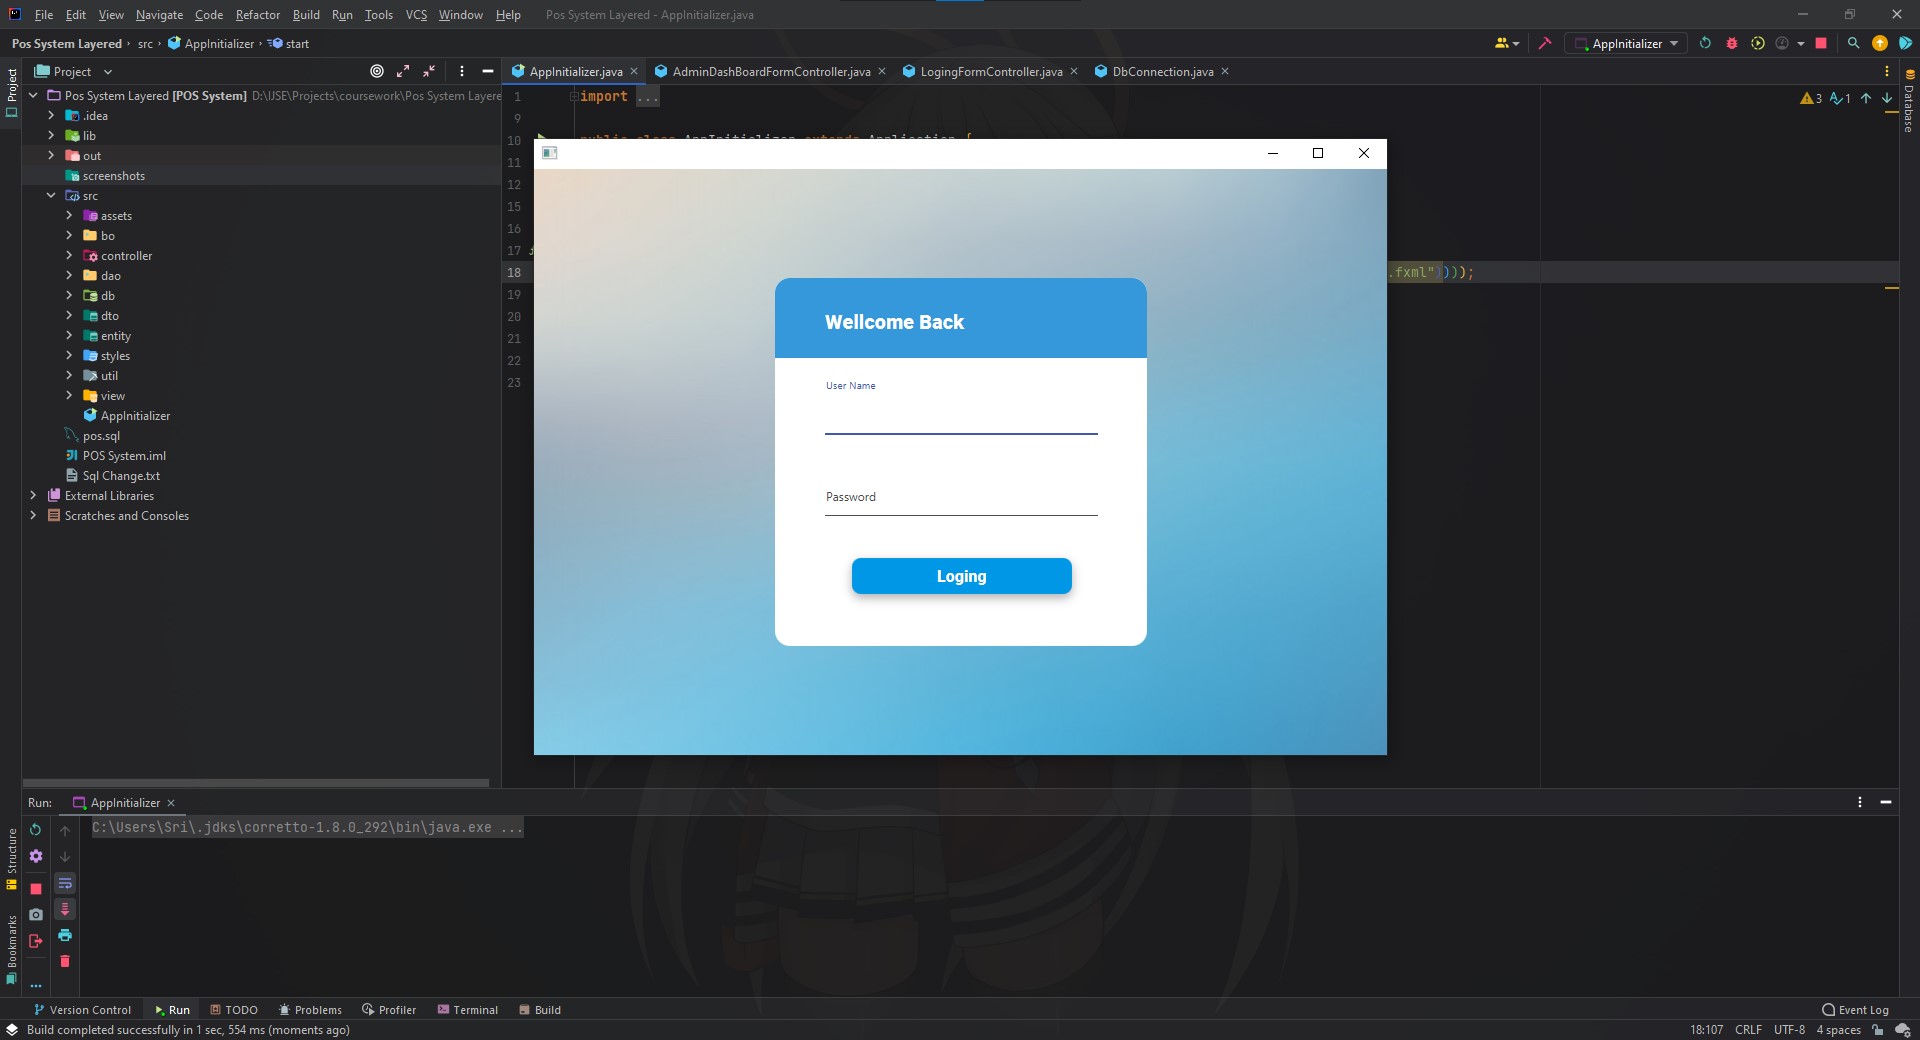 File Edit View Navigate Code Refactor Build Run Tools VCS Window Help Pos System Layered - AppInitializer.java
Pos System Layered src AppInitializer start AppInitializer
Project
Project AppInitializer.java AdminDashBoardFormController.java LogingFormController.java DbConnection.java
Database
Pos System Layered [POS System] D:\IJSE\Projects\coursework\Pos System Layere
.idea
lib
out
screenshots
src
assets
bo
controller
dao
db
dto
entity
styles
util
view
AppInitializer
pos.sql
POS System.iml
Sql Change.txt
External Libraries
Scratches and Consoles
1 import ...
3 1
9
10 public class AppInitializer extends Application {
11
12
15
16
17
18 .fxml"))));
19
20
21
22
23
Wellcome Back
User Name
Password
Loging
Run: AppInitializer
C:\Users\Sri\.jdks\corretto-1.8.0_292\bin\java.exe ...
Structure
Bookmarks
Version Control Run TODO Problems Profiler Terminal Build Event Log
Build completed successfully in 1 sec, 554 ms (moments ago) 18:107 CRLF UTF-8 4 spaces